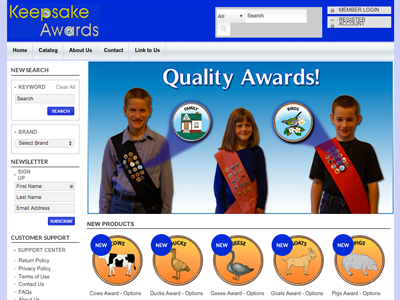 Keepsake
Awards
All
Search
MEMBER LOGIN
REGISTER
ACCOUNT
Home
Catalog
About Us
Contact
Link to Us
NEW SEARCH
KEYWORD
Clear All
Search
SEARCH
BRAND
Select Brand
NEWSLETTER
SIGN
UP
First Name
Last Name
Email Address
SUBSCRIBE
CUSTOMER SUPPORT
SUPPORT CENTER
Return Policy
Privacy Policy
Terms of Use
Contact Us
FAQs
About Us
Quality Awards!
FAMILY
BIRDS
NEW PRODUCTS
NEW
COWS
NEW
DUCKS
NEW
GEESE
NEW
GOATS
NEW
PIGS
Cows Award - Options
Ducks Award - Options
Geese Award - Options
Goats Award - Options
Pigs Award - Options